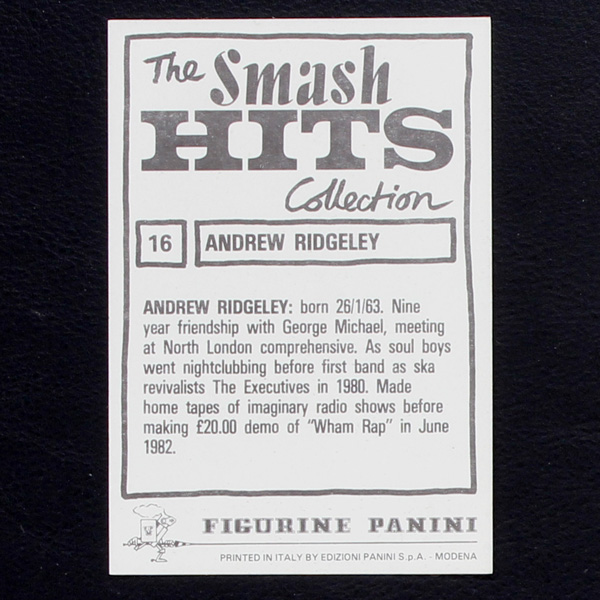 The Smash
HITS
Collection
16 ANDREW RIDGELEY
ANDREW RIDGELEY: born 26/1/63. Nine
year friendship with George Michael, meeting
at North London comprehensive. As soul boys
went nightclubbing before first band as ska
revivalists The Executives in 1980. Made
home tapes of imaginary radio shows before
making £20.00 demo of "Wham Rap" in June
1982.
FIGURINE PANINI
PRINTED IN ITALY BY EDIZIONI PANINI S.p.A. - MODENA